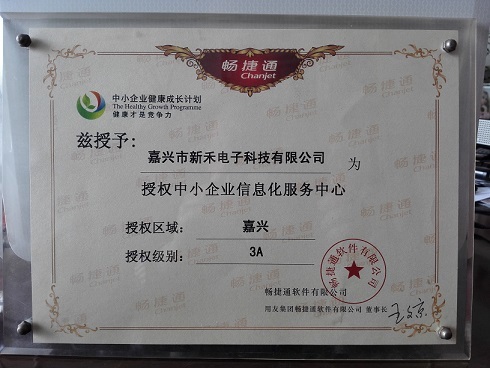 畅捷通
Chanjet
中小企业健康成长计划
The Healthy Growth Programme
健康才是竞争力
兹授予：
嘉兴市新禾电子科技有限公司 为
授权中小企业信息化服务中心
授权区域： 嘉兴
授权级别： 3A
畅捷通软件有限公司
畅捷通软件有限公司
用友集团畅捷通软件有限公司 董事长